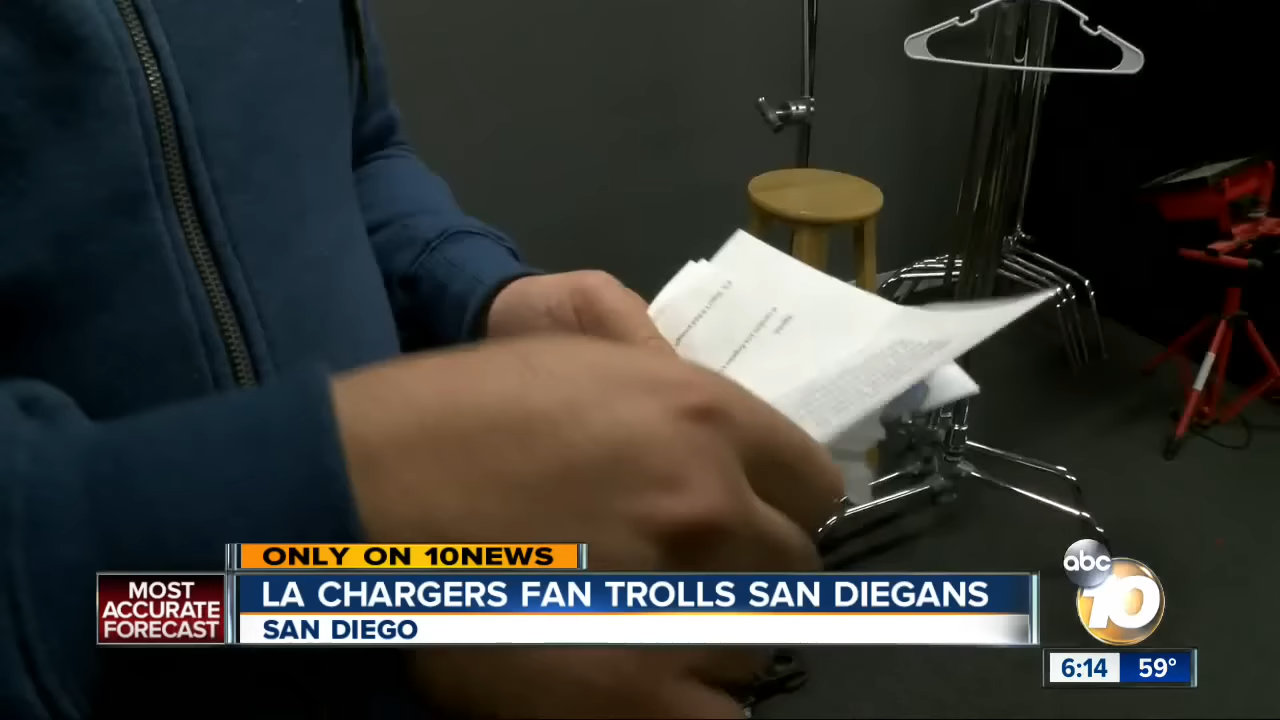 ONLY ON 10NEWS
MOST
ACCURATE
FORECAST
LA CHARGERS FAN TROLLS SAN DIEGANS
SAN DIEGO
abc
10
6:14 59°